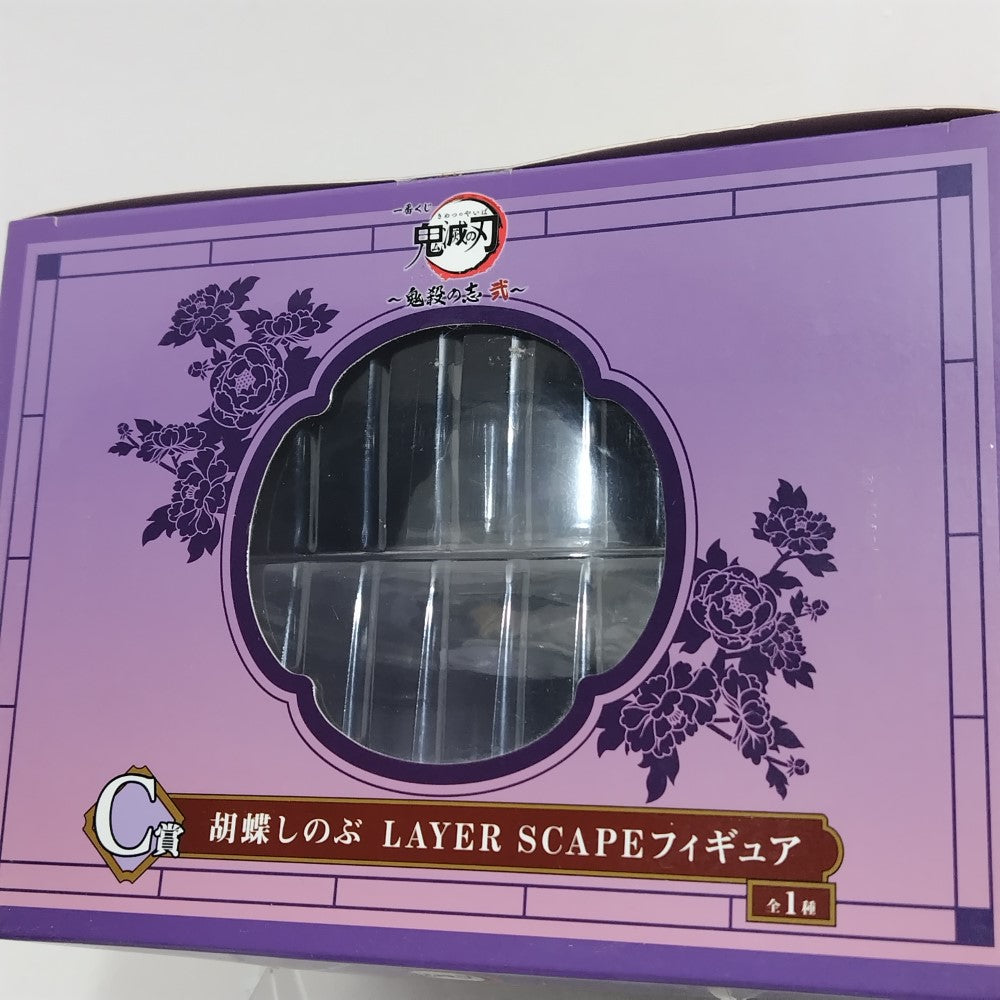 一番くじ
きめつのやいば
鬼滅の刃
~鬼殺の志 弐~
C賞
胡蝶しのぶ LAYER SCAPEフィギュア
全1種